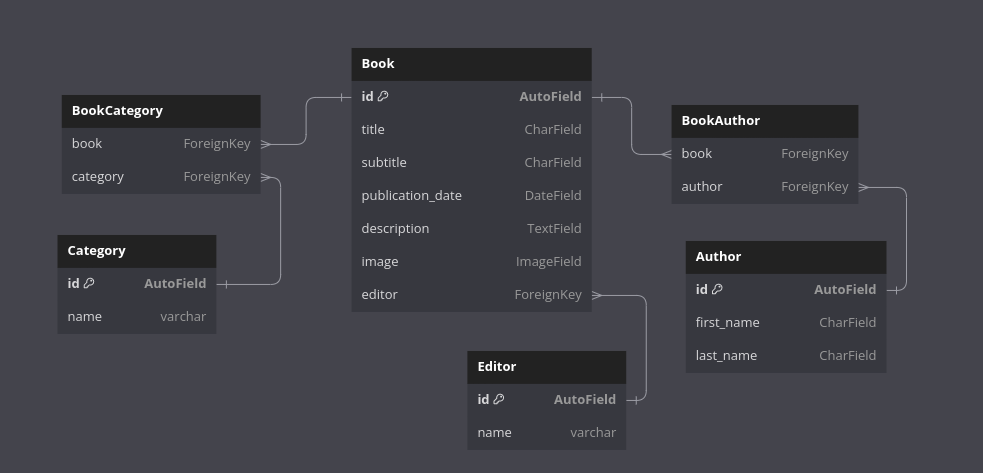 Book
id AutoField
title CharField
subtitle CharField
publication_date DateField
description TextField
image ImageField
editor ForeignKey
BookCategory
book ForeignKey
category ForeignKey
Category
id AutoField
name varchar
BookAuthor
book ForeignKey
author ForeignKey
Author
id AutoField
first_name CharField
last_name CharField
Editor
id AutoField
name varchar